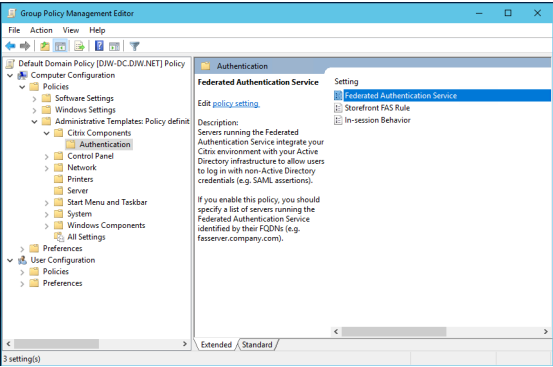 Group Policy Management Editor
File Action View Help
Default Domain Policy [DJW-DC.DJW.NET] Policy
Computer Configuration
Policies
Software Settings
Windows Settings
Administrative Templates: Policy definit
Citrix Components
Authentication
Control Panel
Network
Printers
Server
Start Menu and Taskbar
System
Windows Components
All Settings
Preferences
User Configuration
Policies
Preferences
Authentication
Federated Authentication Service
Edit policy setting
Description:
Servers running the Federated
Authentication Service integrate your
Citrix environment with your Active
Directory infrastructure to allow users
to log in with non-Active Directory
credentials (e.g. SAML assertions).
If you enable this policy, you should
specify a list of servers running the
Federated Authentication Service
identified by their FQDNs (e.g.
fasserver.company.com).
Setting
Federated Authentication Service
Storefront FAS Rule
In-session Behavior
Extended Standard
3 setting(s)